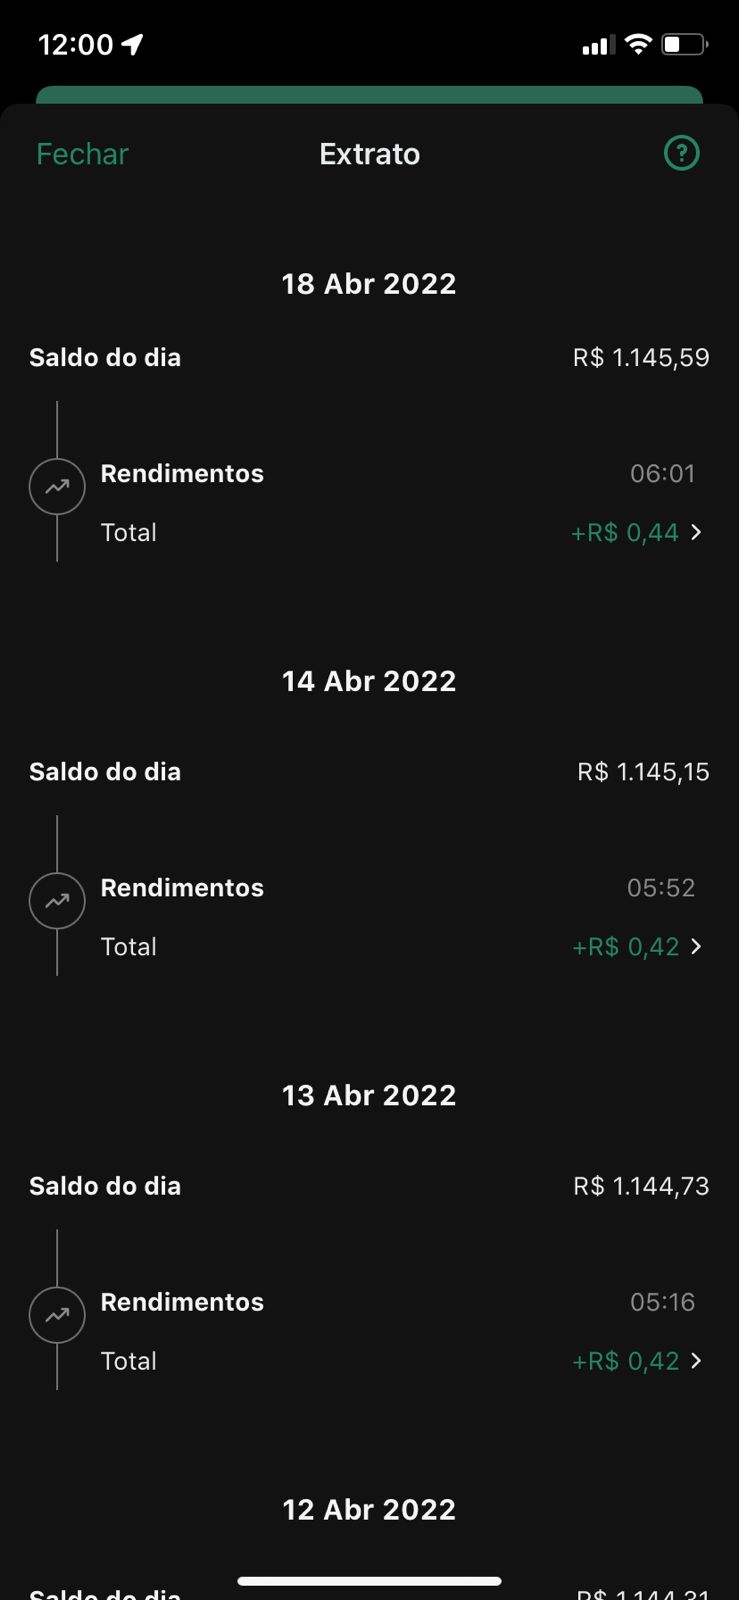 12:00
Fechar Extrato ?
18 Abr 2022
Saldo do dia R$ 1.145,59
Rendimentos 06:01
Total +R$ 0,44
14 Abr 2022
Saldo do dia R$ 1.145,15
Rendimentos 05:52
Total +R$ 0,42
13 Abr 2022
Saldo do dia R$ 1.144,73
Rendimentos 05:16
Total +R$ 0,42
12 Abr 2022
Saldo do dia R$ 1.144,31